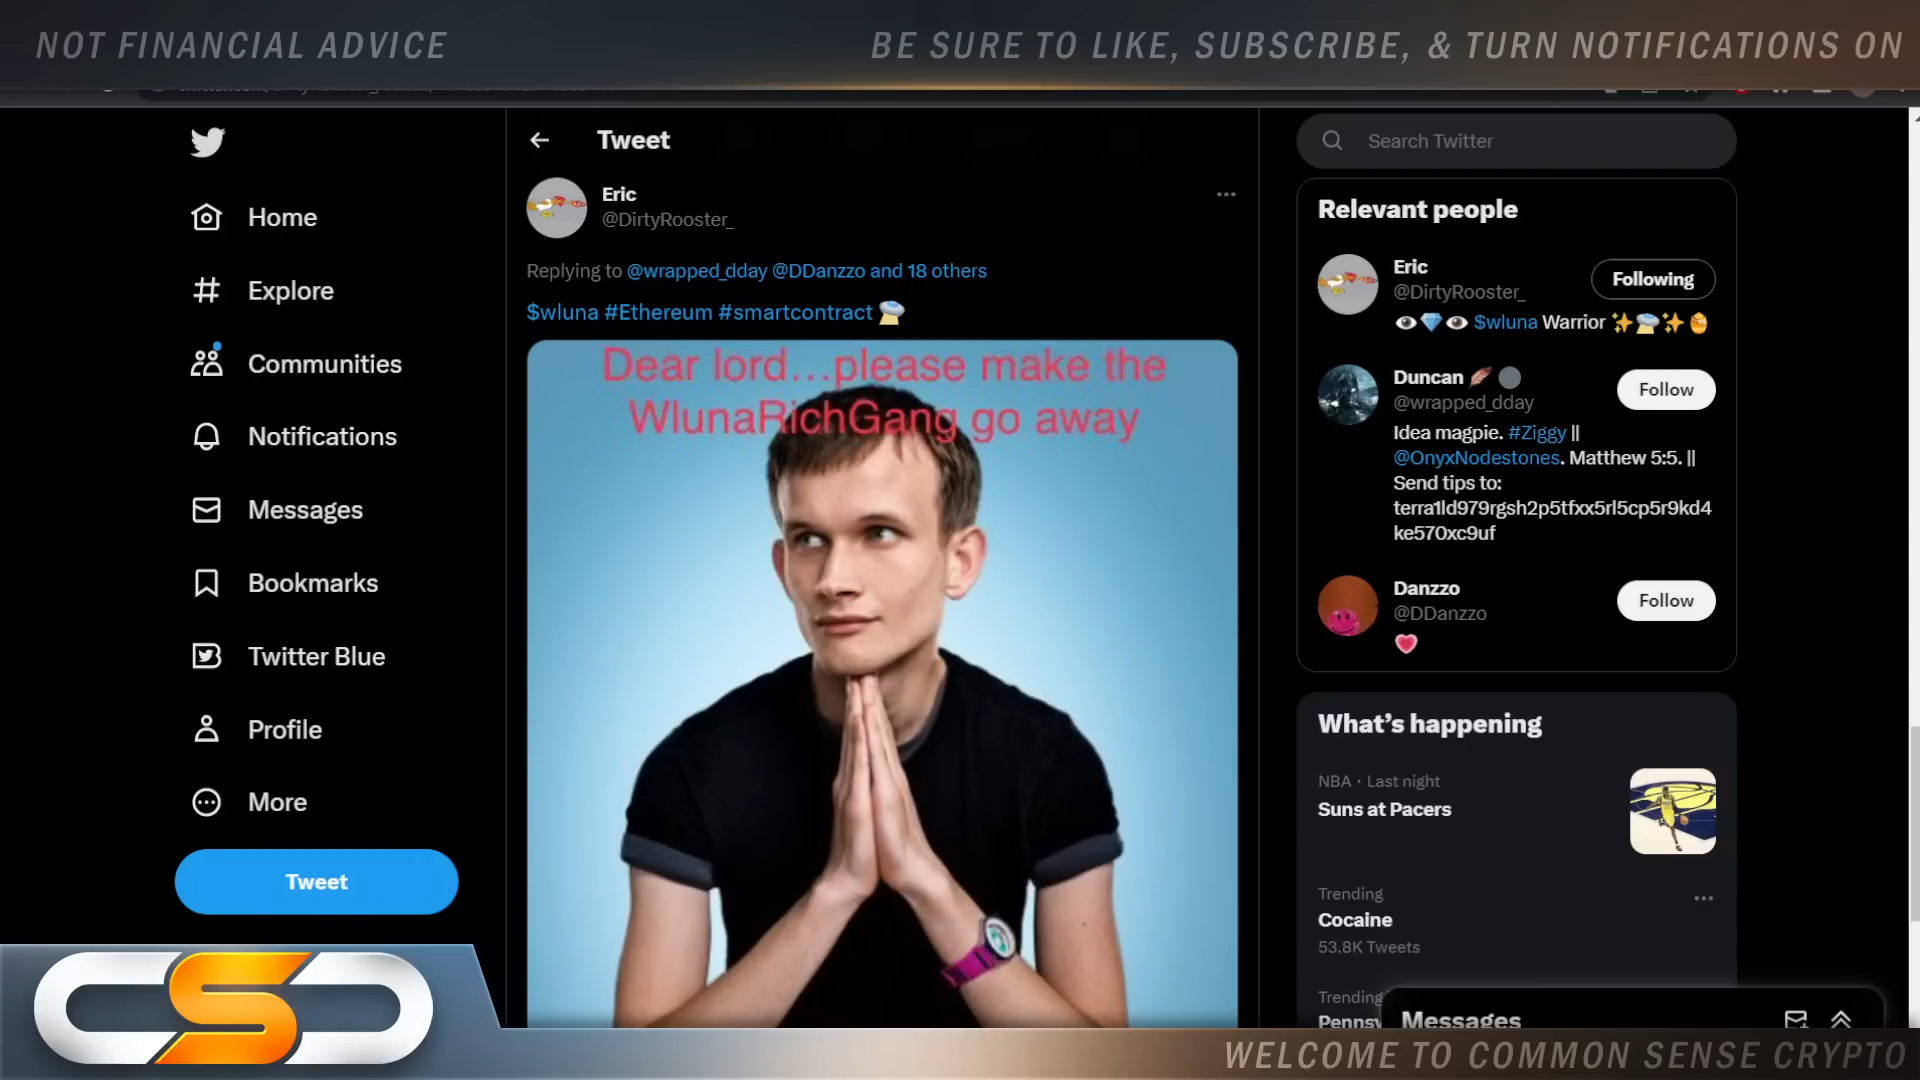 NOT FINANCIAL ADVICE
BE SURE TO LIKE, SUBSCRIBE, & TURN NOTIFICATIONS ON
Home
Explore
Communities
Notifications
Messages
Bookmarks
Twitter Blue
Profile
More
Tweet
Tweet
Eric
@DirtyRooster_
Replying to @wrapped_dday @DDanzzo and 18 others
$wluna #Ethereum #smartcontract
Dear lord...please make the
WlunaRichGang go away
Search Twitter
Relevant people
Eric
@DirtyRooster_
Following
$wluna Warrior
Duncan
@wrapped_dday
Follow
Idea magpie. #Ziggy ||
@OnyxNodestones. Matthew 5:5. ||
Send tips to:
terra1ld979rgsh2p5tfxx5rl5cp5r9kd4
ke570xc9uf
Danzzo
@DDanzzo
Follow
What's happening
NBA · Last night
Suns at Pacers
Trending
Cocaine
53.8K Tweets
Trending
Messages
CSC
WELCOME TO COMMON SENSE CRYPTO